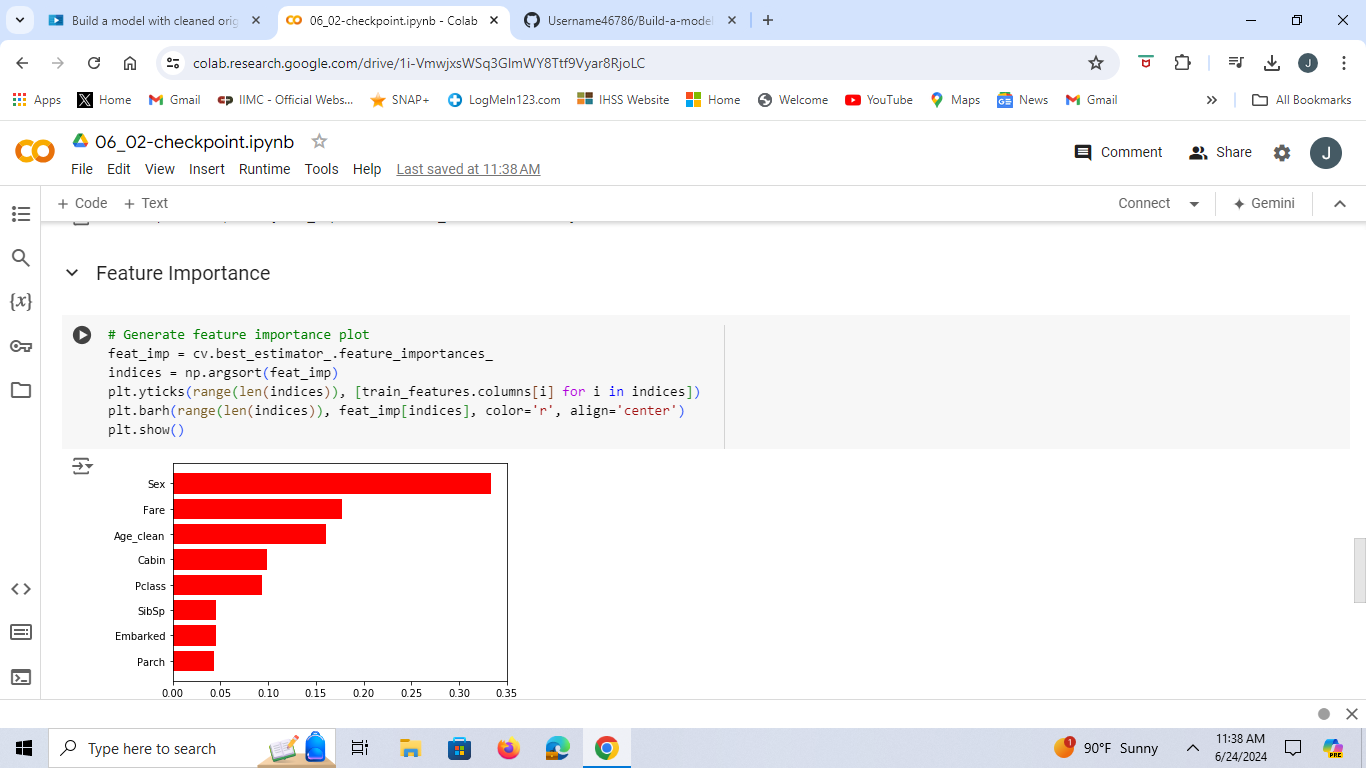 Build a model with cleaned orig
06_02-checkpoint.ipynb - Colab
Username46786/Build-a-model
colab.research.google.com/drive/1i-VmwjxsWSq3GlmWY8Ttf9Vyar8RjoLC
J
Apps
Home
Gmail
IIMC - Official Webs...
SNAP+
LogMeIn123.com
IHSS Website
Home
Welcome
YouTube
Maps
News
Gmail
»
All Bookmarks
06_02-checkpoint.ipynb
Comment
Share
J
File Edit View Insert Runtime Tools Help Last saved at 11:38 AM
+ Code + Text
Connect
Gemini
Feature Importance
# Generate feature importance plot
feat_imp = cv.best_estimator_.feature_importances_
indices = np.argsort(feat_imp)
plt.yticks(range(len(indices)), [train_features.columns[i] for i in indices])
plt.barh(range(len(indices)), feat_imp[indices], color='r', align='center')
plt.show()
Sex
Fare
Age_clean
Cabin
Pclass
SibSp
Embarked
Parch
0.00 0.05 0.10 0.15 0.20 0.25 0.30 0.35
Type here to search
1
90°F Sunny
11:38 AM
6/24/2024
PRE